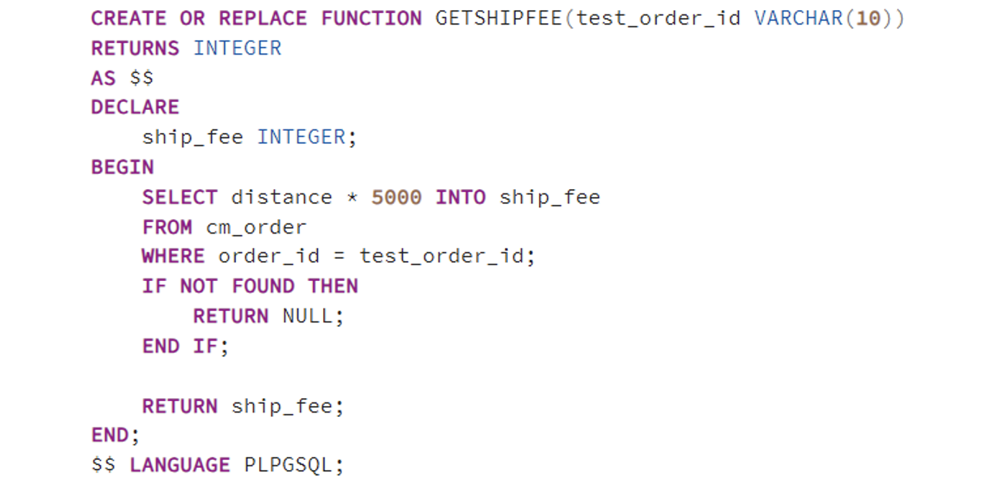 CREATE OR REPLACE FUNCTION GETSHIPFEE(test_order_id VARCHAR(10))
RETURNS INTEGER
AS $$
DECLARE
    ship_fee INTEGER;
BEGIN
    SELECT distance * 5000 INTO ship_fee
    FROM cm_order
    WHERE order_id = test_order_id;
    IF NOT FOUND THEN
        RETURN NULL;
    END IF;

    RETURN ship_fee;
END;
$$ LANGUAGE PLPGSQL;